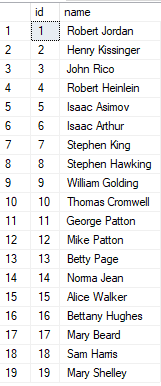 id name
1 1 Robert Jordan
2 2 Henry Kissinger
3 3 John Rico
4 4 Robert Heinlein
5 5 Isaac Asimov
6 6 Isaac Arthur
7 7 Stephen King
8 8 Stephen Hawking
9 9 William Golding
10 10 Thomas Cromwell
11 11 George Patton
12 12 Mike Patton
13 13 Betty Page
14 14 Norma Jean
15 15 Alice Walker
16 16 Bettany Hughes
17 17 Mary Beard
18 18 Sam Harris
19 19 Mary Shelley